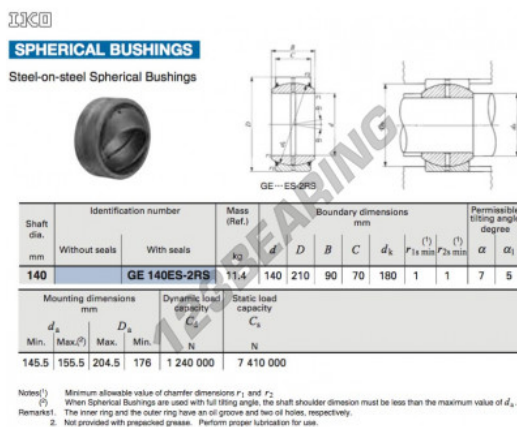 IKO
SPHERICAL BUSHINGS
Steel-on-steel Spherical Bushings
GE···ES-2RS
123BEARING
Shaft dia. mm
Identification number
Without seals
With seals
Mass (Ref.) kg
Boundary dimensions mm
d D B C dk r1s min(1) r2s min(1)
Permissible tilting angle degree
α α1
140 GE 140ES-2RS 11.4 140 210 90 70 180 1 1 7 5
Mounting dimensions mm
da Da
Min. Max.(2) Max. Min.
Dynamic load capacity Cd N
Static load capacity Cs N
145.5 155.5 204.5 176 1 240 000 7 410 000
Notes(1) Minimum allowable value of chamfer dimensions r1 and r2
(2) When Spherical Bushings are used with full tilting angle, the shaft shoulder dimesion must be less than the maximum value of da.
Remarks1. The inner ring and the outer ring have an oil groove and two oil holes, respectively.
2. Not provided with prepacked grease. Perform proper lubrication for use.